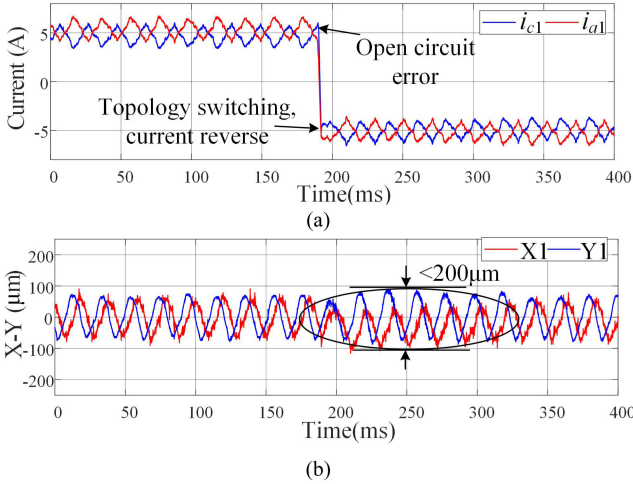 (a)
i_c1 i_a1
Current (A)
5
0
-5
Open circuit
error
Topology switching,
current reverse
0 50 100 150 200 250 300 350 400
Time(ms)
(a)
X1 Y1
X-Y (μm)
200
100
0
-100
-200
<200μm
0 50 100 150 200 250 300 350 400
Time(ms)
(b)